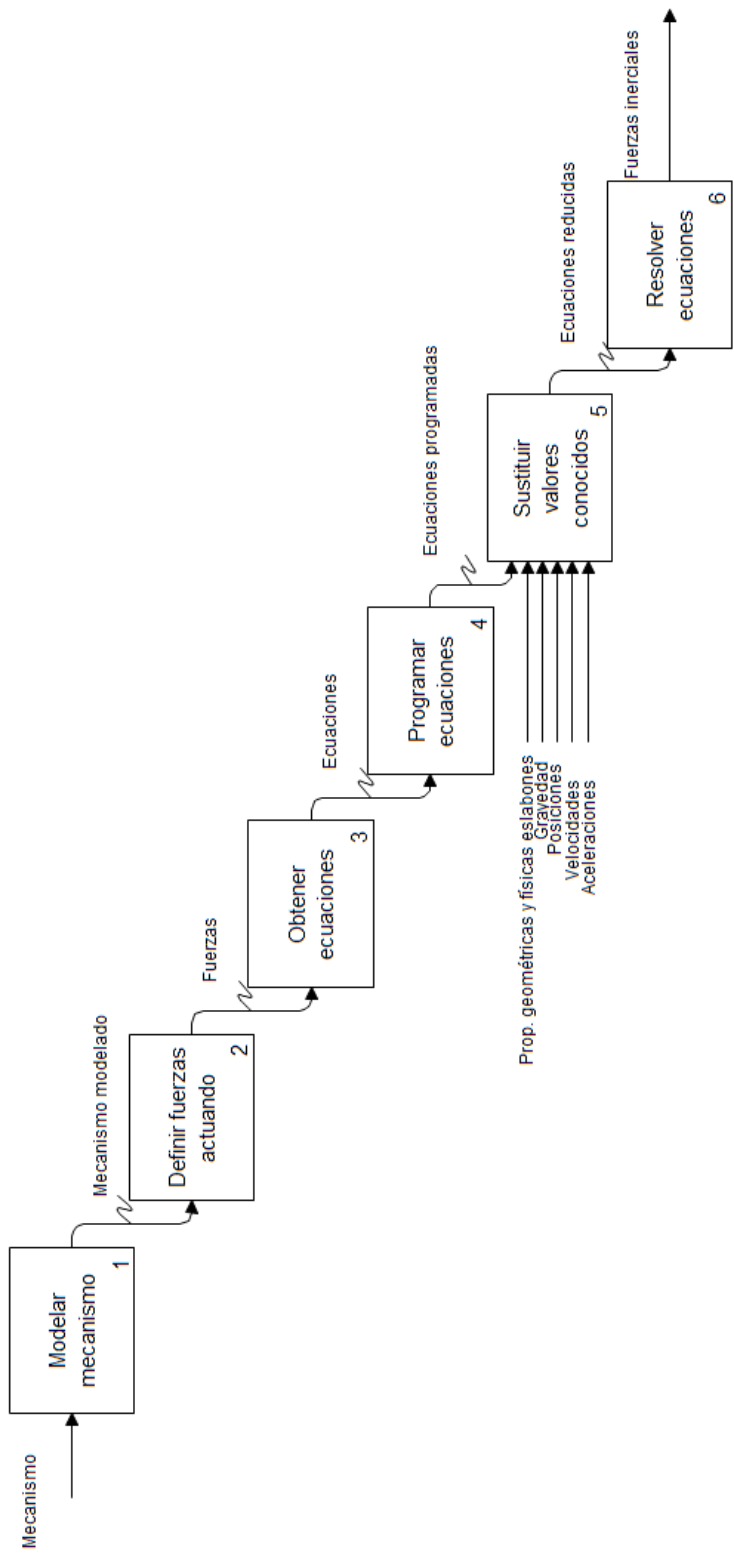 Mecanismo
Modelar
mecanismo
1
Mecanismo modelado
Definir fuerzas
actuando
2
Fuerzas
Obtener
ecuaciones
3
Ecuaciones
Programar
ecuaciones
4
Ecuaciones programadas
Prop. geométricas y físicas eslabones
Gravedad
Posiciones
Velocidades
Aceleraciones
Sustituir
valores
conocidos
5
Ecuaciones reducidas
Resolver
ecuaciones
6
Fuerzas inerciales